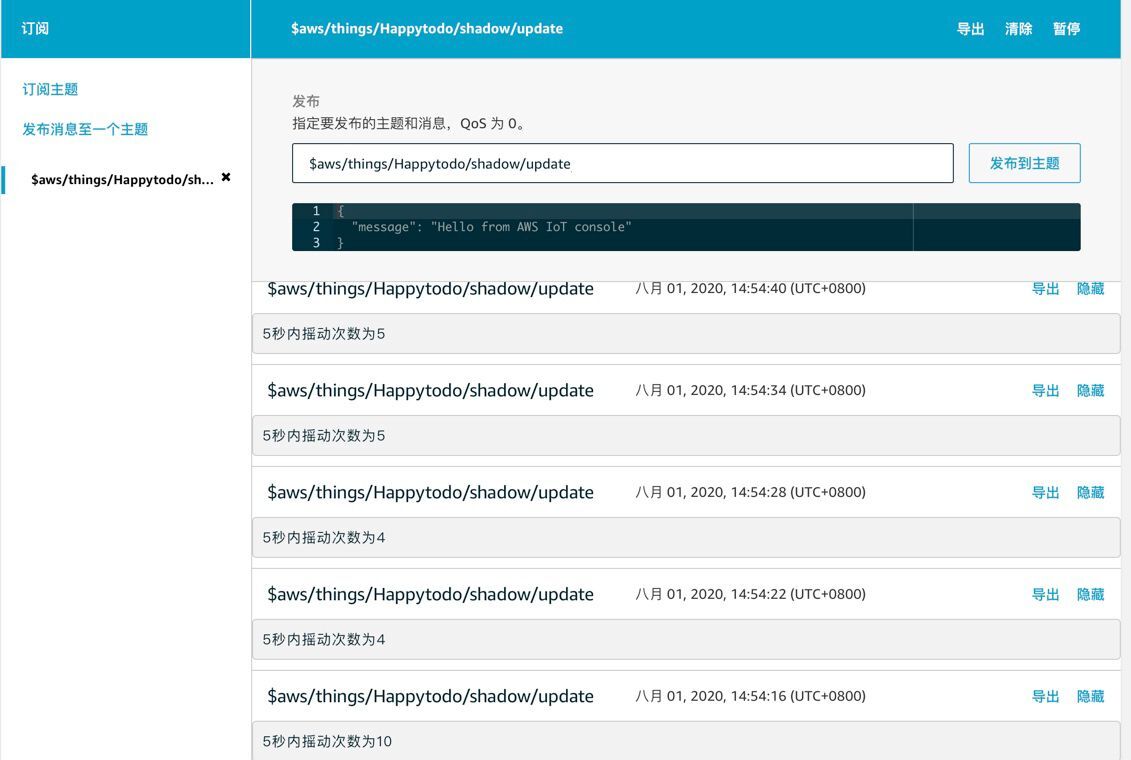 订阅
$aws/things/Happytodo/shadow/update
导出 清除 暂停
订阅主题
发布消息至一个主题
$aws/things/Happytodo/sh... ✖
发布
指定要发布的主题和消息，QoS 为 0。
$aws/things/Happytodo/shadow/update
发布到主题
1 {
2 "message": "Hello from AWS IoT console"
3 }
$aws/things/Happytodo/shadow/update 八月 01, 2020, 14:54:40 (UTC+0800) 导出 隐藏
5秒内摇动次数为5
$aws/things/Happytodo/shadow/update 八月 01, 2020, 14:54:34 (UTC+0800) 导出 隐藏
5秒内摇动次数为5
$aws/things/Happytodo/shadow/update 八月 01, 2020, 14:54:28 (UTC+0800) 导出 隐藏
5秒内摇动次数为4
$aws/things/Happytodo/shadow/update 八月 01, 2020, 14:54:22 (UTC+0800) 导出 隐藏
5秒内摇动次数为4
$aws/things/Happytodo/shadow/update 八月 01, 2020, 14:54:16 (UTC+0800) 导出 隐藏
5秒内摇动次数为10